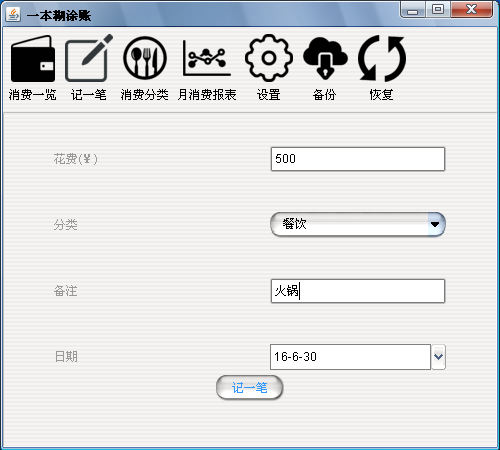 一本糊涂账
消费一览 记一笔 消费分类 月消费报表 设置 备份 恢复
花费(¥) 500
分类 餐饮
备注 火锅
日期 16-6-30
记一笔